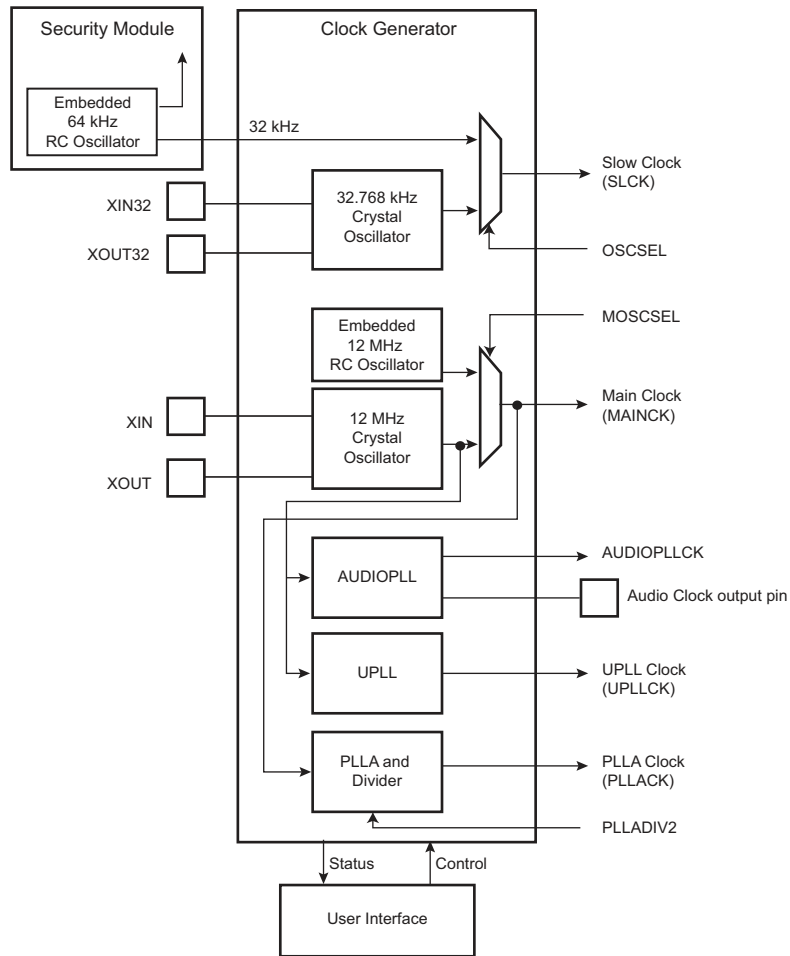 Security Module
Clock Generator
Embedded
64 kHz
RC Oscillator
32 kHz
Slow Clock
(SLCK)
XIN32
32.768 kHz
Crystal
Oscillator
XOUT32
OSCSEL
MOSCSEL
Embedded
12 MHz
RC Oscillator
Main Clock
(MAINCK)
XIN
12 MHz
Crystal
Oscillator
XOUT
AUDIOPLLCK
AUDIOPLL
Audio Clock output pin
UPLL
UPLL Clock
(UPLLCK)
PLLA and
Divider
PLLA Clock
(PLLACK)
PLLADIV2
Status
Control
User Interface